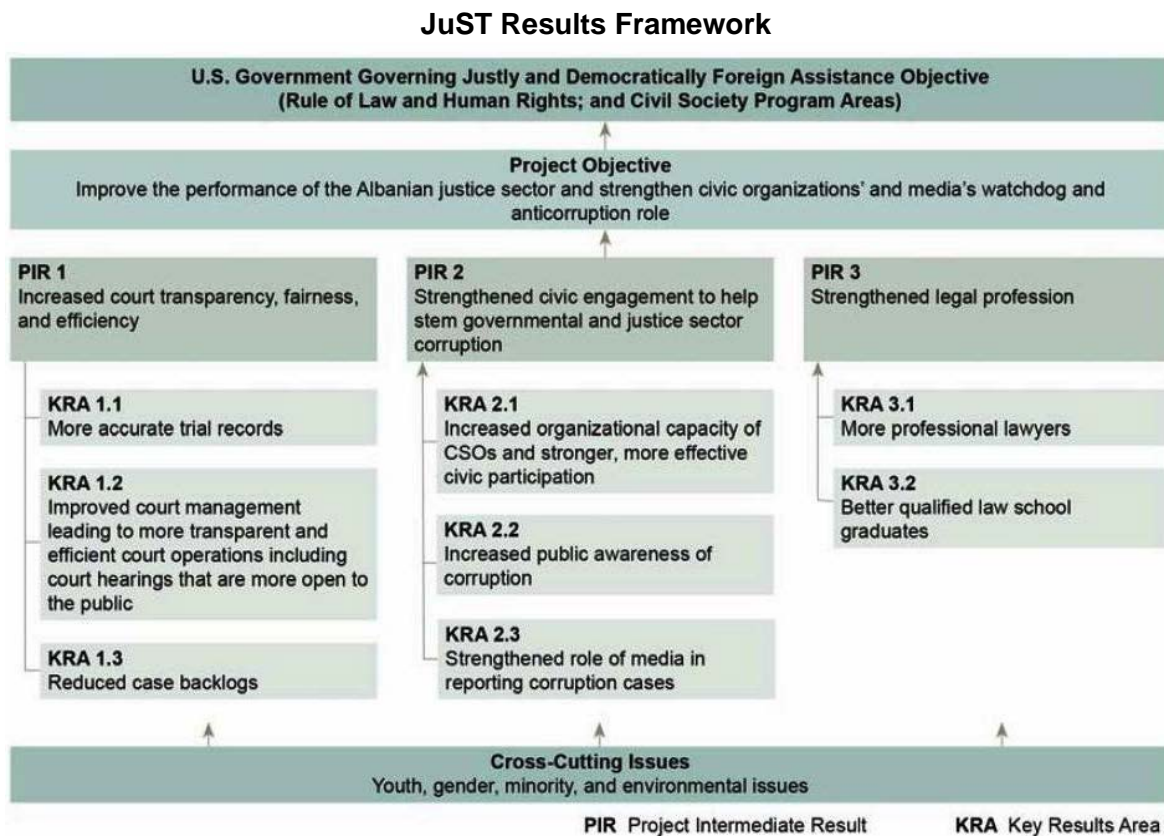 JuST Results Framework
U.S. Government Governing Justly and Democratically Foreign Assistance Objective
(Rule of Law and Human Rights; and Civil Society Program Areas)
Project Objective
Improve the performance of the Albanian justice sector and strengthen civic organizations' and media's watchdog and
anticorruption role
PIR 1
Increased court transparency, fairness,
and efficiency
KRA 1.1
More accurate trial records
KRA 1.2
Improved court management
leading to more transparent and
efficient court operations including
court hearings that are more open to
the public
KRA 1.3
Reduced case backlogs
PIR 2
Strengthened civic engagement to help
stem governmental and justice sector
corruption
KRA 2.1
Increased organizational capacity of
CSOs and stronger, more effective
civic participation
KRA 2.2
Increased public awareness of
corruption
KRA 2.3
Strengthened role of media in
reporting corruption cases
PIR 3
Strengthened legal profession
KRA 3.1
More professional lawyers
KRA 3.2
Better qualified law school
graduates
Cross-Cutting Issues
Youth, gender, minority, and environmental issues
PIR Project Intermediate Result KRA Key Results Area